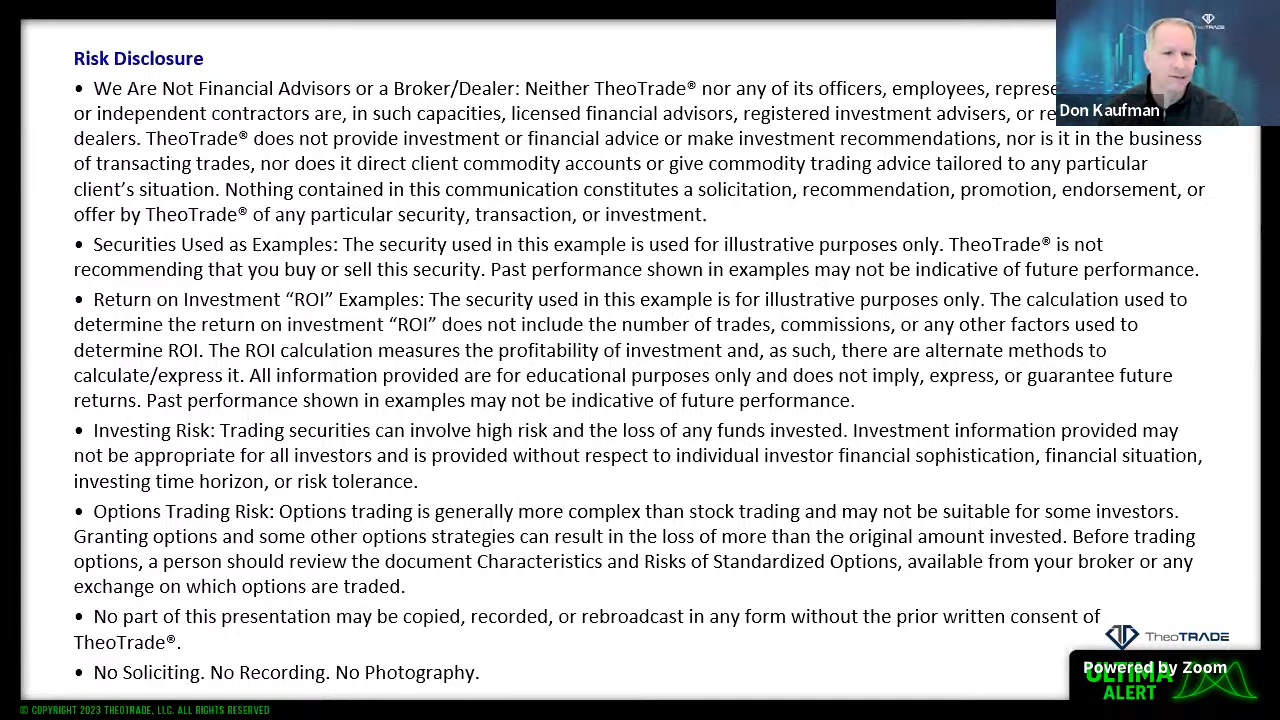 Risk Disclosure
• We Are Not Financial Advisors or a Broker/Dealer: Neither TheoTrade® nor any of its officers, employees,
or independent contractors are, in such capacities, licensed financial advisors, registered investment advisers, or
dealers. TheoTrade® does not provide investment or financial advice or make investment recommendations, nor is it in the business
of transacting trades, nor does it direct client commodity accounts or give commodity trading advice tailored to any particular
client’s situation. Nothing contained in this communication constitutes a solicitation, recommendation, promotion, endorsement, or
offer by TheoTrade® of any particular security, transaction, or investment.
• Securities Used as Examples: The security used in this example is used for illustrative purposes only. TheoTrade® is not
recommending that you buy or sell this security. Past performance shown in examples may not be indicative of future performance.
• Return on Investment “ROI” Examples: The security used in this example is for illustrative purposes only. The calculation used to
determine the return on investment “ROI” does not include the number of trades, commissions, or any other factors used to
determine ROI. The ROI calculation measures the profitability of investment and, as such, there are alternate methods to
calculate/express it. All information provided are for educational purposes only and does not imply, express, or guarantee future
returns. Past performance shown in examples may not be indicative of future performance.
• Investing Risk: Trading securities can involve high risk and the loss of any funds invested. Investment information provided may
not be appropriate for all investors and is provided without respect to individual investor financial sophistication, financial situation,
investing time horizon, or risk tolerance.
• Options Trading Risk: Options trading is generally more complex than stock trading and may not be suitable for some investors.
Granting options and some other options strategies can result in the loss of more than the original amount invested. Before trading
options, a person should review the document Characteristics and Risks of Standardized Options, available from your broker or any
exchange on which options are traded.
• No part of this presentation may be copied, recorded, or rebroadcast in any form without the prior written consent of
TheoTrade®.
• No Soliciting. No Recording. No Photography.
Don Kaufman
TheoTRADE
Powered by Zoom
ULTIMA
ALERT
© COPYRIGHT 2023 THEOTRADE, LLC. ALL RIGHTS RESERVED